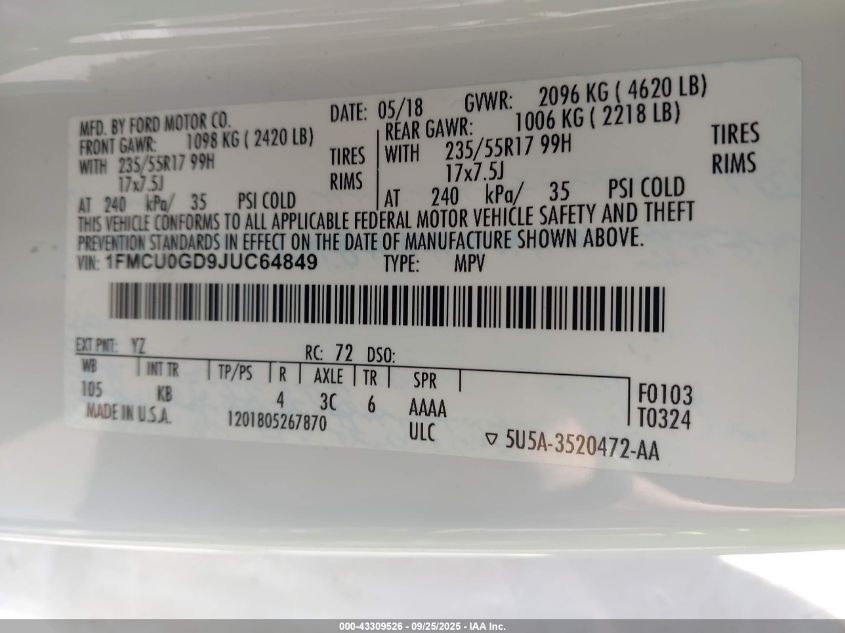 MFD. BY FORD MOTOR CO.
DATE: 05/18 GVWR: 2096 KG ( 4620 LB)
FRONT GAWR: 1098 KG ( 2420 LB)
WITH 235/55R17 99H TIRES
17x7.5J RIMS
AT 240 kPa/ 35 PSI COLD
REAR GAWR: 1006 KG ( 2218 LB)
WITH 235/55R17 99H TIRES
17x7.5J RIMS
AT 240 kPa/ 35 PSI COLD
THIS VEHICLE CONFORMS TO ALL APPLICABLE FEDERAL MOTOR VEHICLE SAFETY AND THEFT
PREVENTION STANDARDS IN EFFECT ON THE DATE OF MANUFACTURE SHOWN ABOVE.
VIN: 1FMCU0GD9JUC64849 TYPE: MPV
EXT PNT: YZ RC: 72 DSO:
WB INT TR TP/PS R AXLE TR SPR
105 KB 4 3C 6 AAAA
F0103
T0324
MADE IN U.S.A. 1201805267870 ULC
▽ 5U5A-3520472-AA
000-43309526 - 09/25/2025 - IAA Inc.